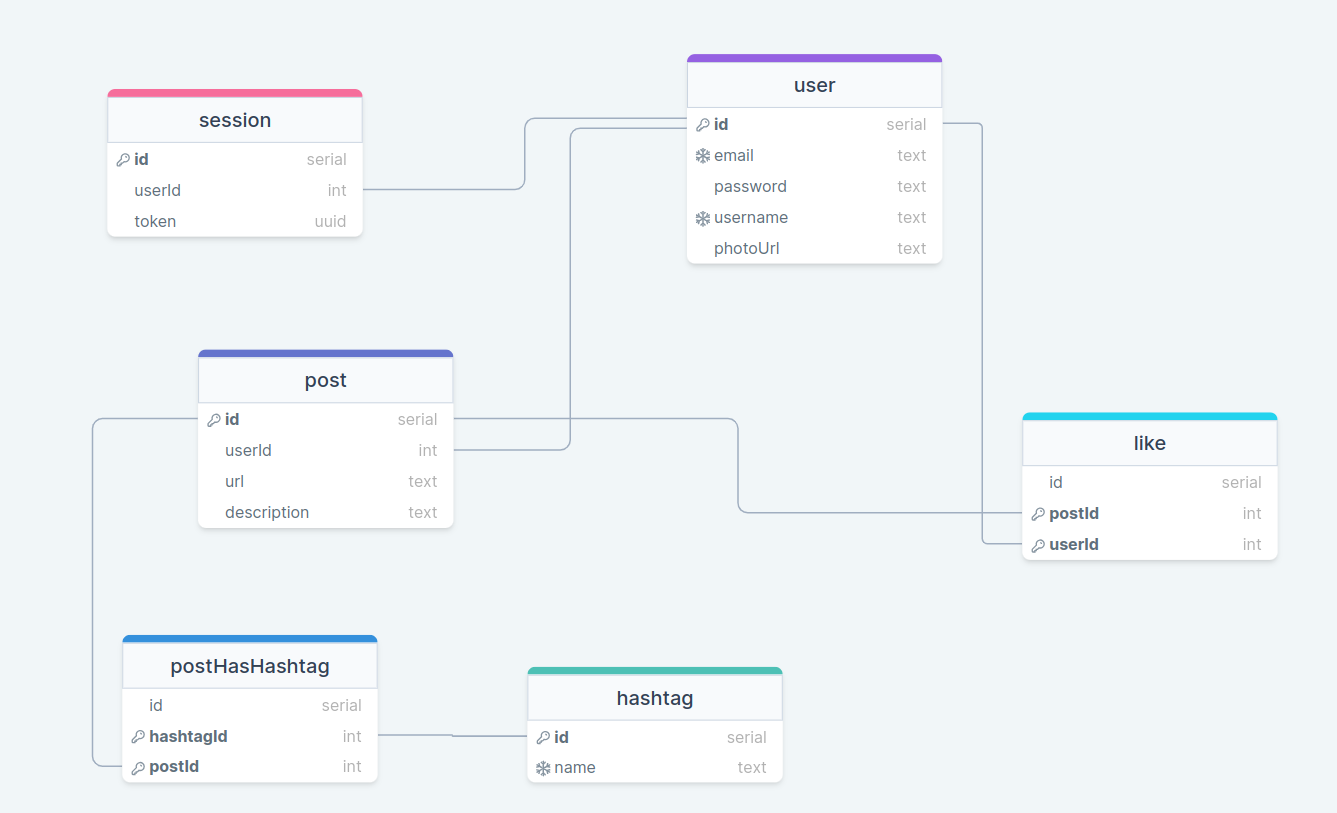 session
id serial
userId int
token uuid
user
id serial
email text
password text
username text
photoUrl text
post
id serial
userId int
url text
description text
like
id serial
postId int
userId int
postHasHashtag
id serial
hashtagId int
postId int
hashtag
id serial
name text